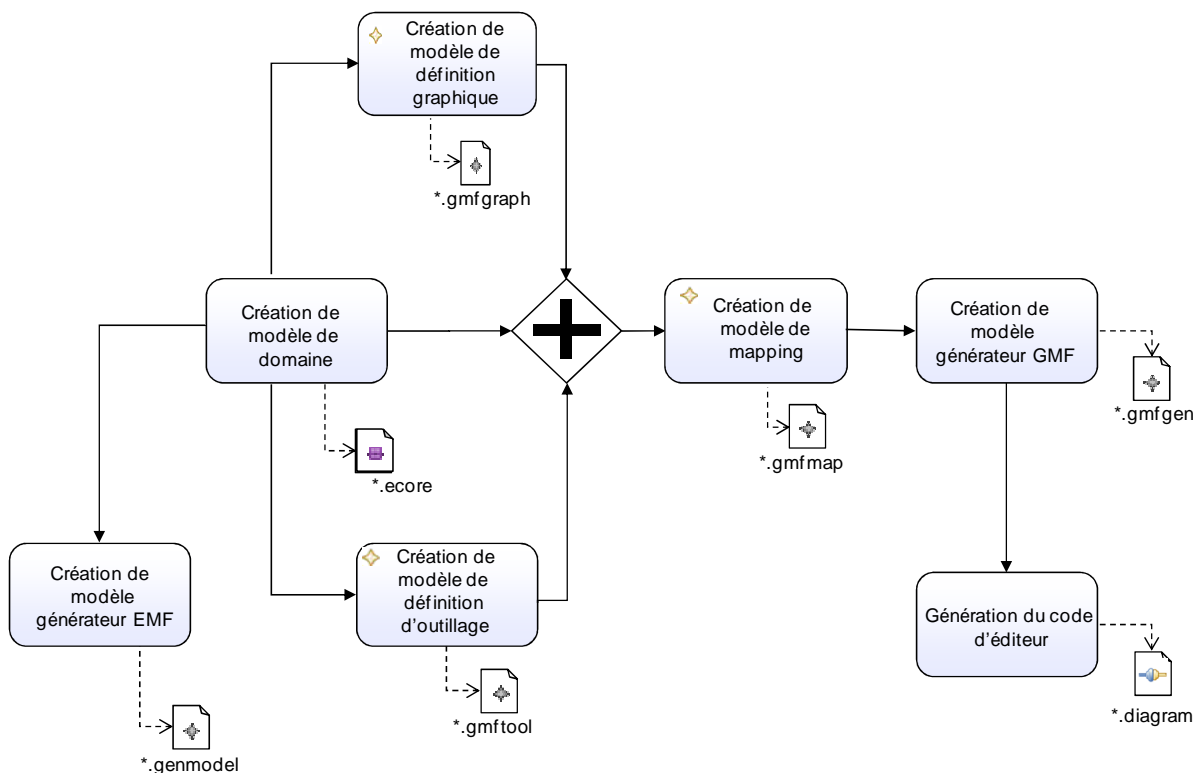 Création de
modèle de
définition
graphique
*.gmfgraph
Création de
modèle de
domaine
*.ecore
Création de
modèle de
mapping
*.gmfmap
Création de
modèle
générateur GMF
*.gmfgen
Création de
modèle
générateur EMF
*.genmodel
Création de
modèle de
définition
d'outillage
*.gmftool
Génération du code
d'éditeur
*.diagram